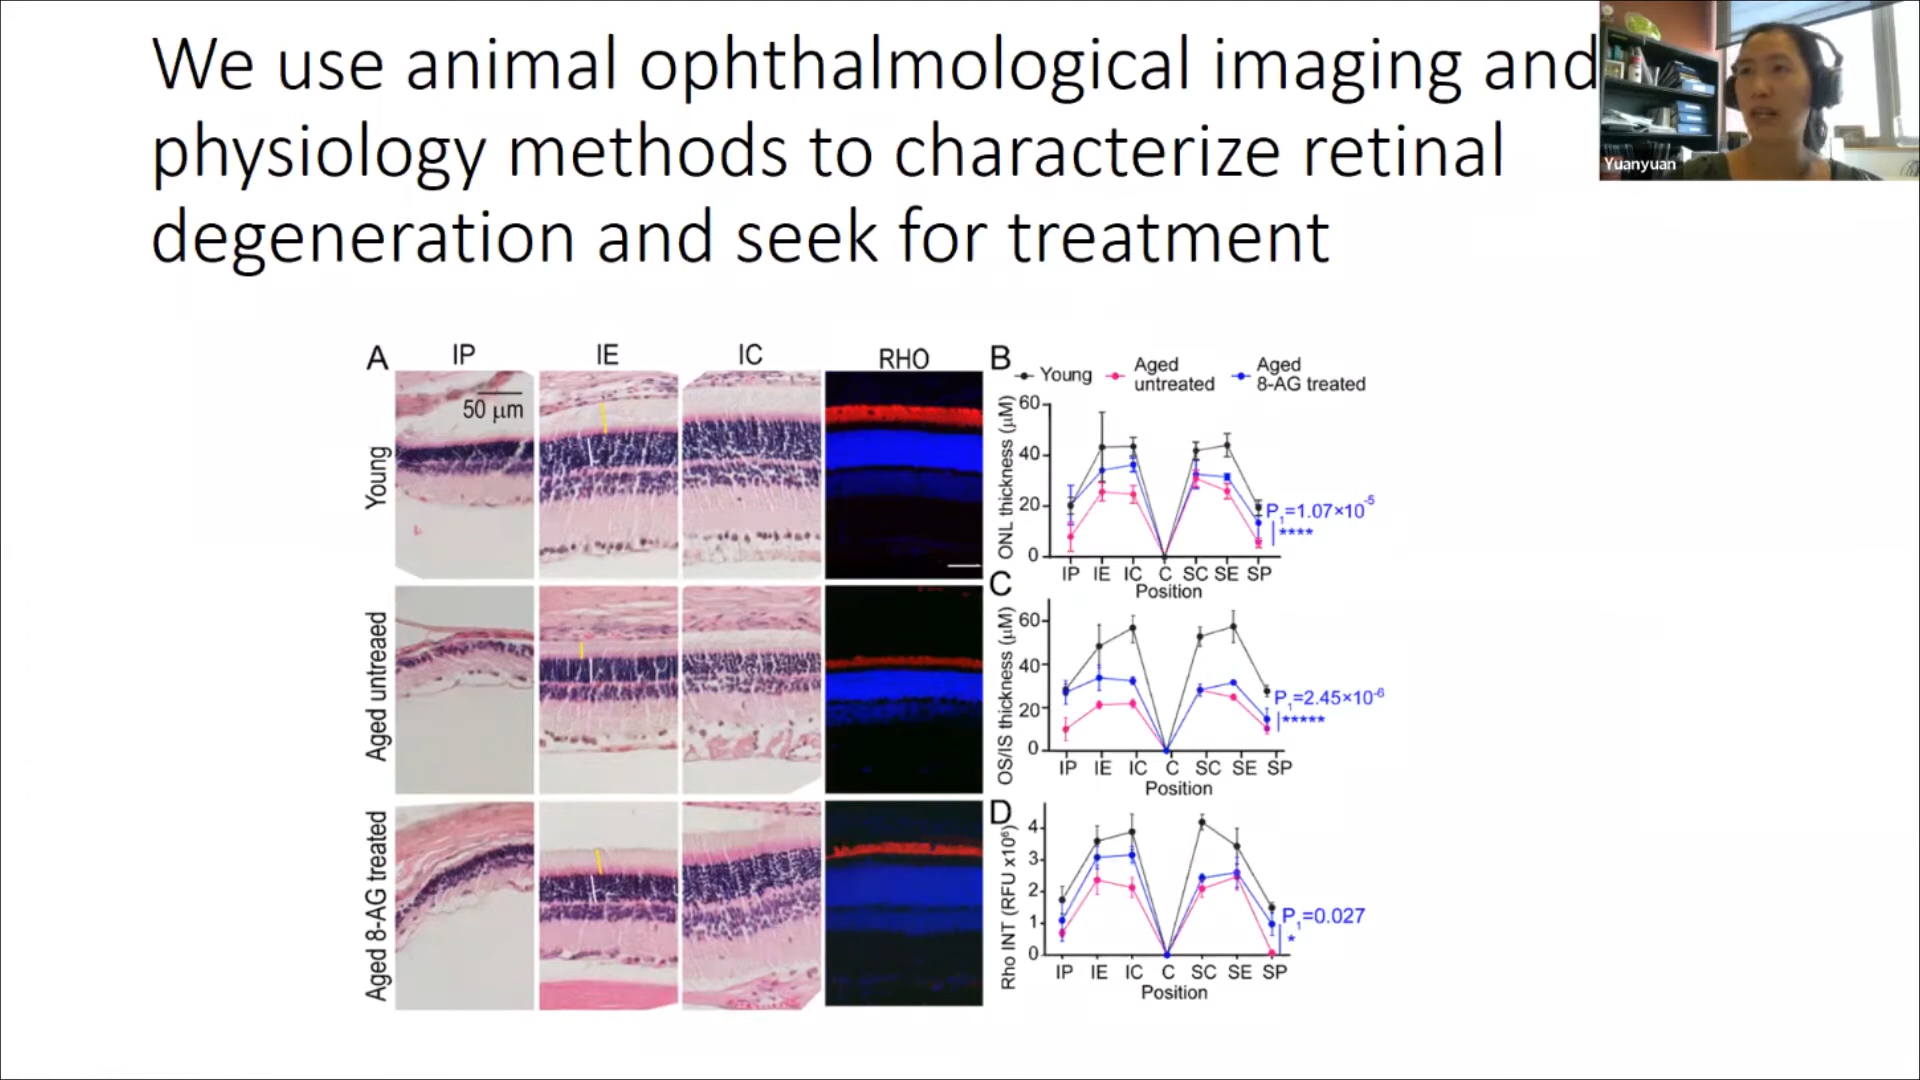 We use animal ophthalmological imaging and
physiology methods to characterize retinal
degeneration and seek for treatment
Yuanyuan
A
IP
IE
IC
RHO
50 μm
Young
Aged untreaed
Aged 8-AG treated
B
Young
Aged
untreated
Aged
8-AG treated
ONL thickness (μM)
60
40
20
0
IP IE IC C SC SE SP
Position
P₁=1.07×10⁻⁵
****
C
OS/IS thickness (μM)
60
40
20
0
IP IE IC C SC SE SP
Position
P₁=2.45×10⁻⁶
*****
D
Rho INT (RFU x10⁶)
4
3
2
1
0
IP IE IC C SC SE SP
Position
P₁=0.027
*